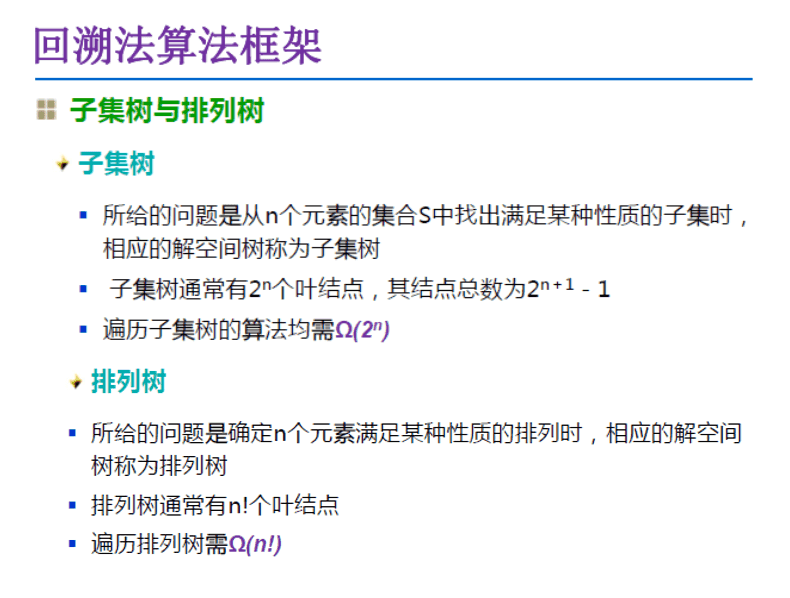 回溯法算法框架
子集树与排列树
子集树
所给的问题是从n个元素的集合S中找出满足某种性质的子集时，
相应的解空间树称为子集树
子集树通常有2ⁿ个叶结点，其结点总数为2ⁿ⁺¹ - 1
遍历子集树的算法均需Ω(2ⁿ)
排列树
所给的问题是确定n个元素满足某种性质的排列时，相应的解空间
树称为排列树
排列树通常有n!个叶结点
遍历排列树需Ω(n!)